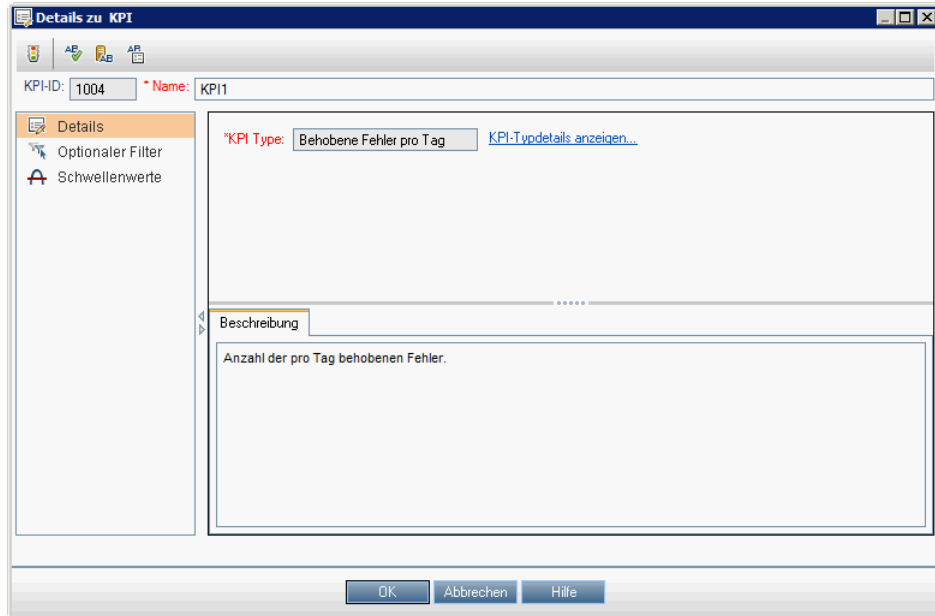 Details zu KPI
KPI-ID: 1004 * Name: KPI1
Details
Optionaler Filter
Schwellenwerte
*KPI Type: Behobene Fehler pro Tag KPI-Typdetails anzeigen...
Beschreibung
Anzahl der pro Tag behobenen Fehler.
OK Abbrechen Hilfe